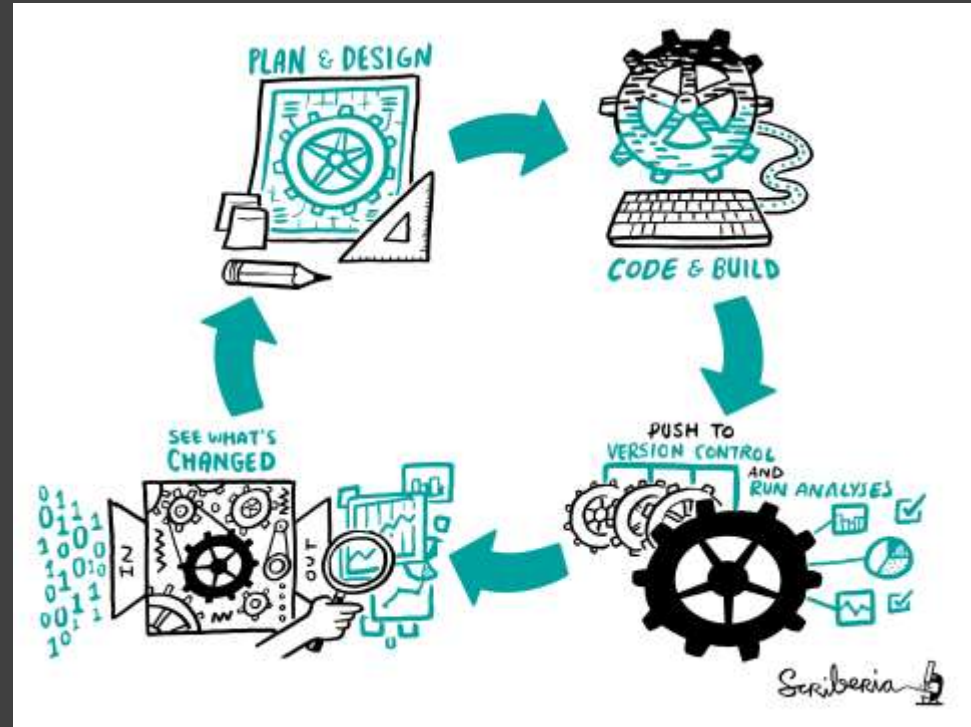 PLAN & DESIGN
CODE & BUILD
PUSH TO
VERSION CONTROL
AND
RUN ANALYSES
SEE WHAT'S
CHANGED
IN
OUT
Scriberia